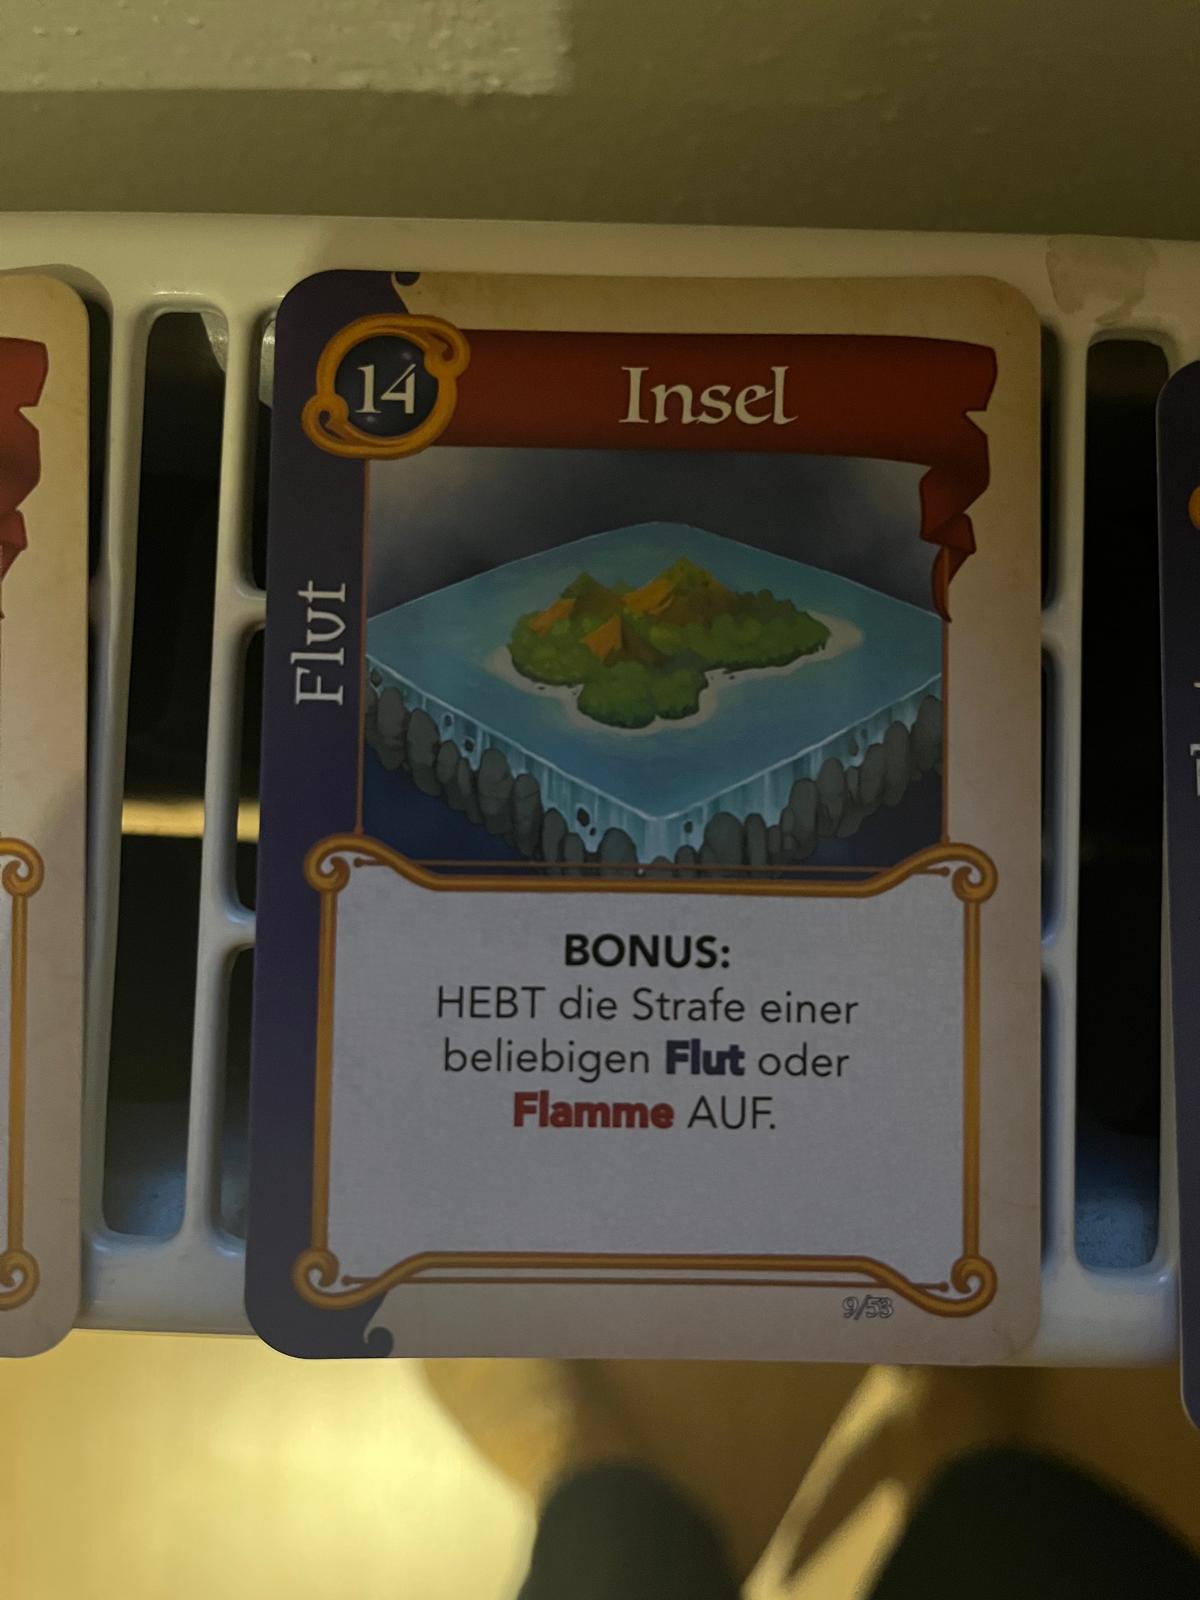 14
Insel
Flut
BONUS:
HEBT die Strafe einer
beliebigen Flut oder
Flamme AUF.
9/53